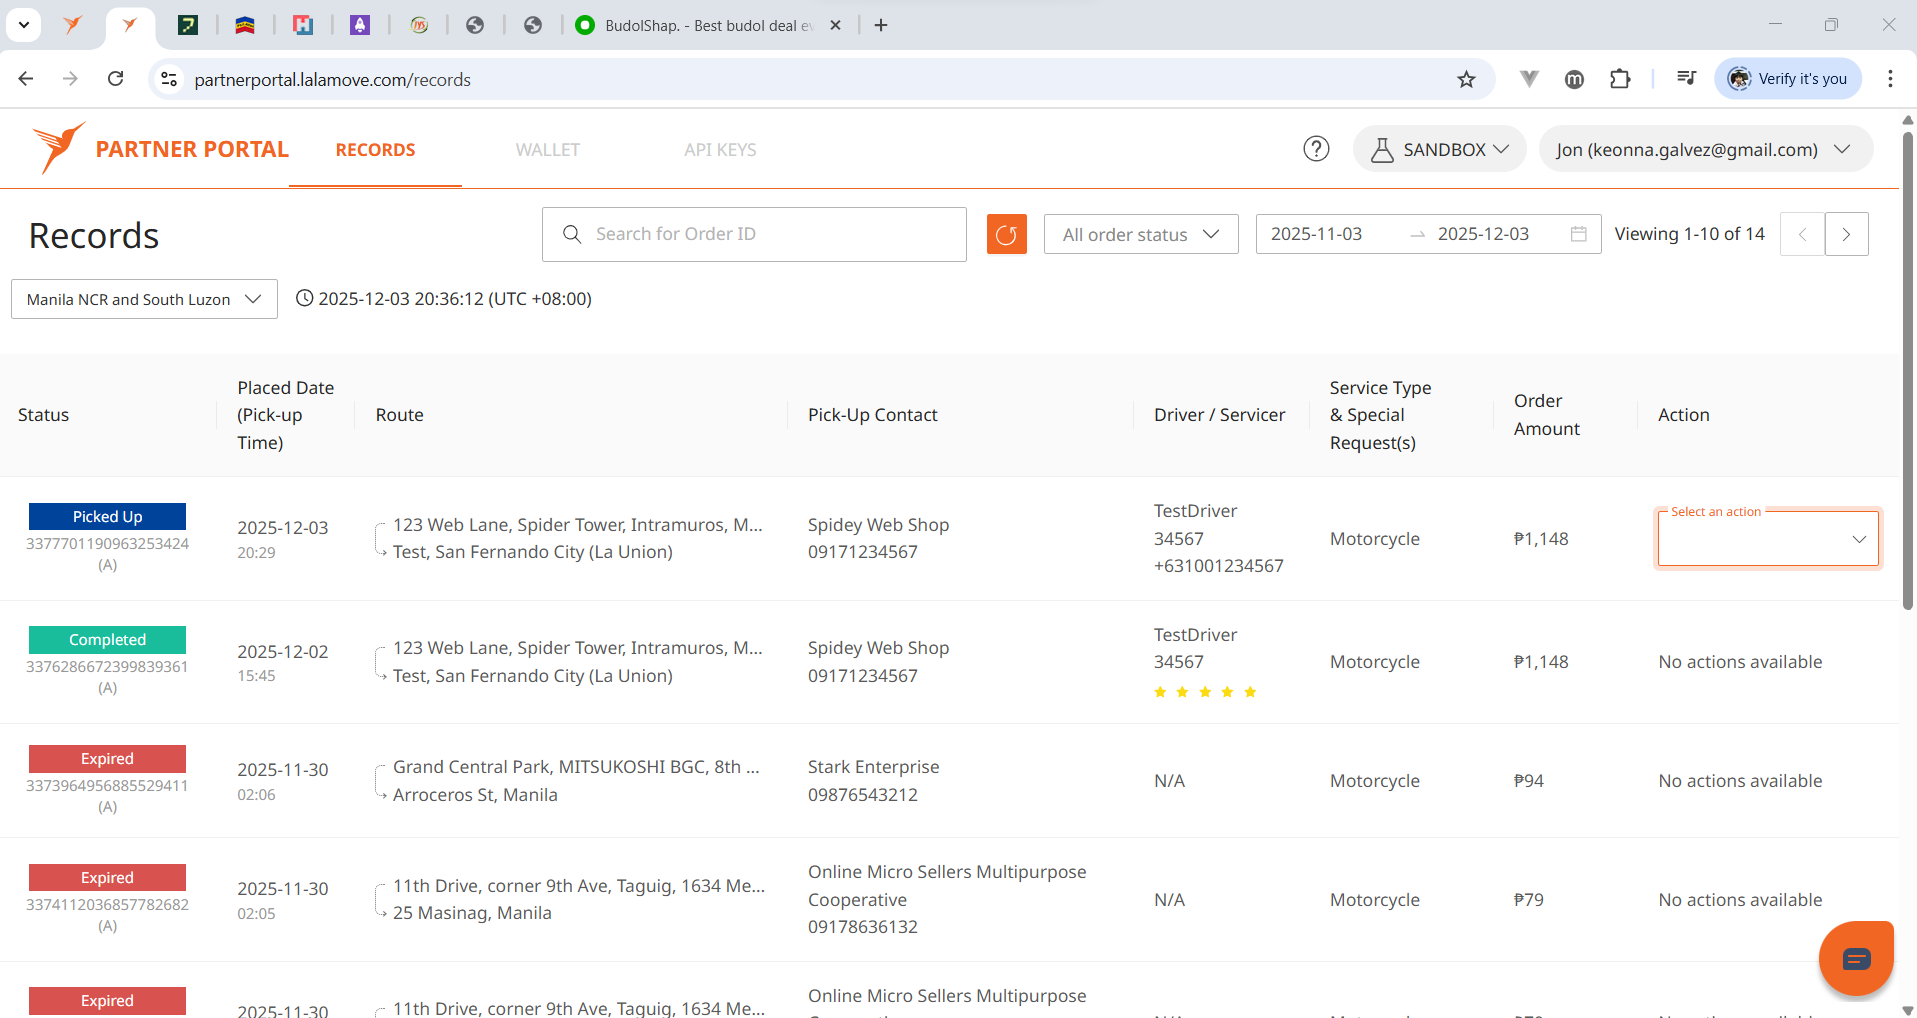 BudolShap. - Best budol deal ev
partnerportal.lalamove.com/records
Verify it's you
PARTNER PORTAL
RECORDS
WALLET
API KEYS
SANDBOX
Jon (keonna.galvez@gmail.com)
Records
Search for Order ID
All order status
2025-11-03
2025-12-03
Viewing 1-10 of 14
Manila NCR and South Luzon
2025-12-03 20:36:12 (UTC +08:00)
Status
Placed Date
(Pick-up
Time)
Route
Pick-Up Contact
Driver / Servicer
Service Type
& Special
Request(s)
Order
Amount
Action
Picked Up
3377701190963253424
(A)
2025-12-03
20:29
123 Web Lane, Spider Tower, Intramuros, M...
Test, San Fernando City (La Union)
Spidey Web Shop
09171234567
TestDriver
34567
+631001234567
Motorcycle
₱1,148
Select an action
Completed
3376286672399839361
(A)
2025-12-02
15:45
123 Web Lane, Spider Tower, Intramuros, M...
Test, San Fernando City (La Union)
Spidey Web Shop
09171234567
TestDriver
34567
Motorcycle
₱1,148
No actions available
Expired
3373964956885529411
(A)
2025-11-30
02:06
Grand Central Park, MITSUKOSHI BGC, 8th ...
Arroceros St, Manila
Stark Enterprise
09876543212
N/A
Motorcycle
₱94
No actions available
Expired
3374112036857782682
(A)
2025-11-30
02:05
11th Drive, corner 9th Ave, Taguig, 1634 Me...
25 Masinag, Manila
Online Micro Sellers Multipurpose
Cooperative
09178636132
N/A
Motorcycle
₱79
No actions available
Expired
2025-11-30
11th Drive, corner 9th Ave, Taguig, 1634 Me...
Online Micro Sellers Multipurpose